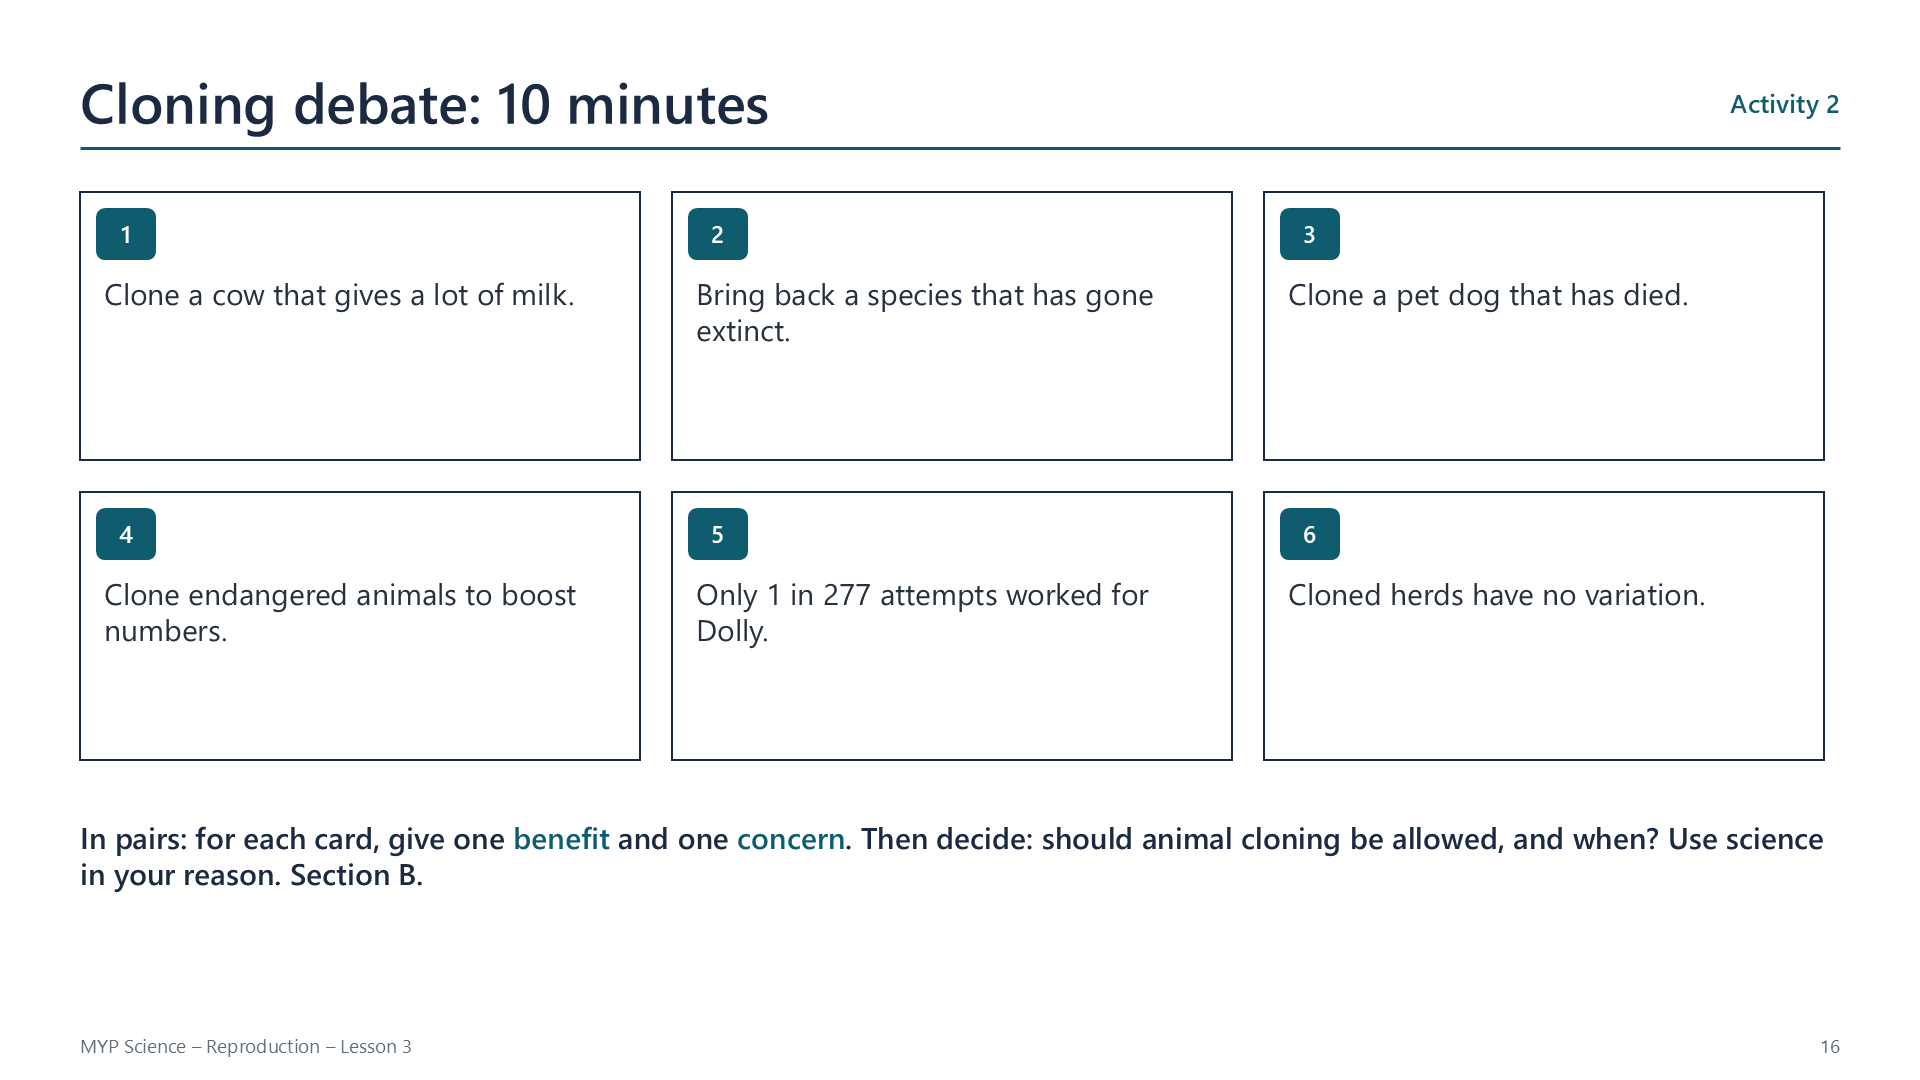 Cloning debate: 10 minutes
Activity 2
1
Clone a cow that gives a lot of milk.
2
Bring back a species that has gone
extinct.
3
Clone a pet dog that has died.
4
Clone endangered animals to boost
numbers.
5
Only 1 in 277 attempts worked for
Dolly.
6
Cloned herds have no variation.
In pairs: for each card, give one benefit and one concern. Then decide: should animal cloning be allowed, and when? Use science
in your reason. Section B.
MYP Science – Reproduction – Lesson 3
16